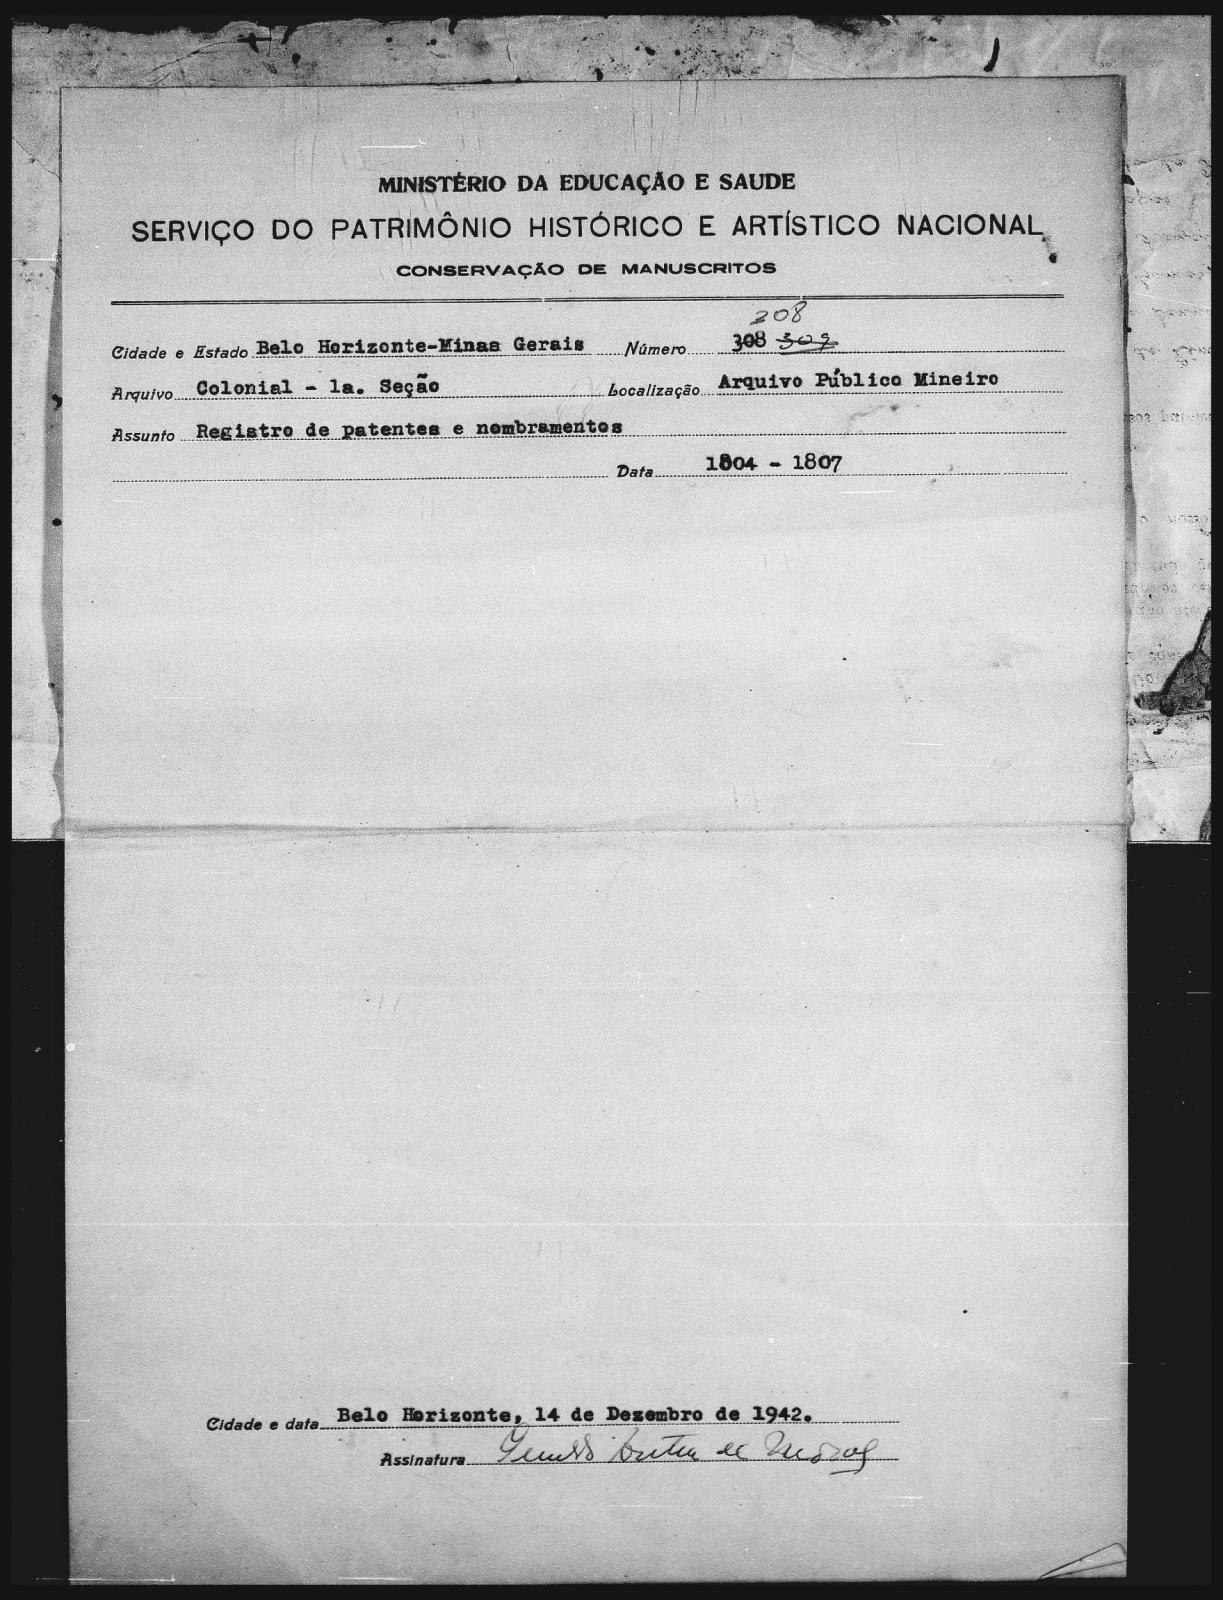 MINISTÉRIO DA EDUCAÇÃO E SAUDE
SERVIÇO DO PATRIMÔNIO HISTÓRICO E ARTÍSTICO NACIONAL
CONSERVAÇÃO DE MANUSCRITOS
208
Cidade e Estado Belo Horizonte-Minas Gerais Número 308 309
Arquivo Colonial - 1a. Seção Localização Arquivo Público Mineiro
Assunto Registro de patentes e nombramentos
Data 1804 - 1807
Cidade e data Belo Horizonte, 14 de Dezembro de 1942.
Assinatura